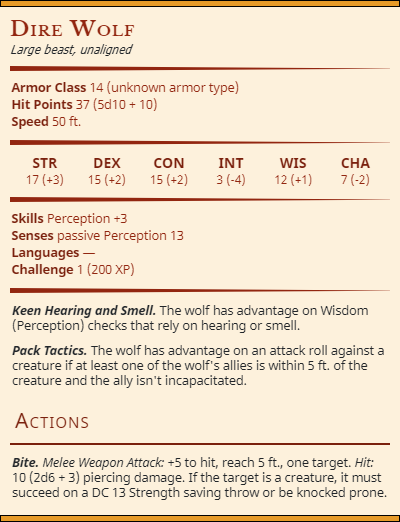 Dire Wolf
Large beast, unaligned
Armor Class 14 (unknown armor type)
Hit Points 37 (5d10 + 10)
Speed 50 ft.
STR DEX CON INT WIS CHA
17 (+3) 15 (+2) 15 (+2) 3 (-4) 12 (+1) 7 (-2)
Skills Perception +3
Senses passive Perception 13
Languages —
Challenge 1 (200 XP)
Keen Hearing and Smell. The wolf has advantage on Wisdom
(Perception) checks that rely on hearing or smell.
Pack Tactics. The wolf has advantage on an attack roll against a
creature if at least one of the wolf's allies is within 5 ft. of the
creature and the ally isn't incapacitated.
Actions
Bite. Melee Weapon Attack: +5 to hit, reach 5 ft., one target. Hit:
10 (2d6 + 3) piercing damage. If the target is a creature, it must
succeed on a DC 13 Strength saving throw or be knocked prone.